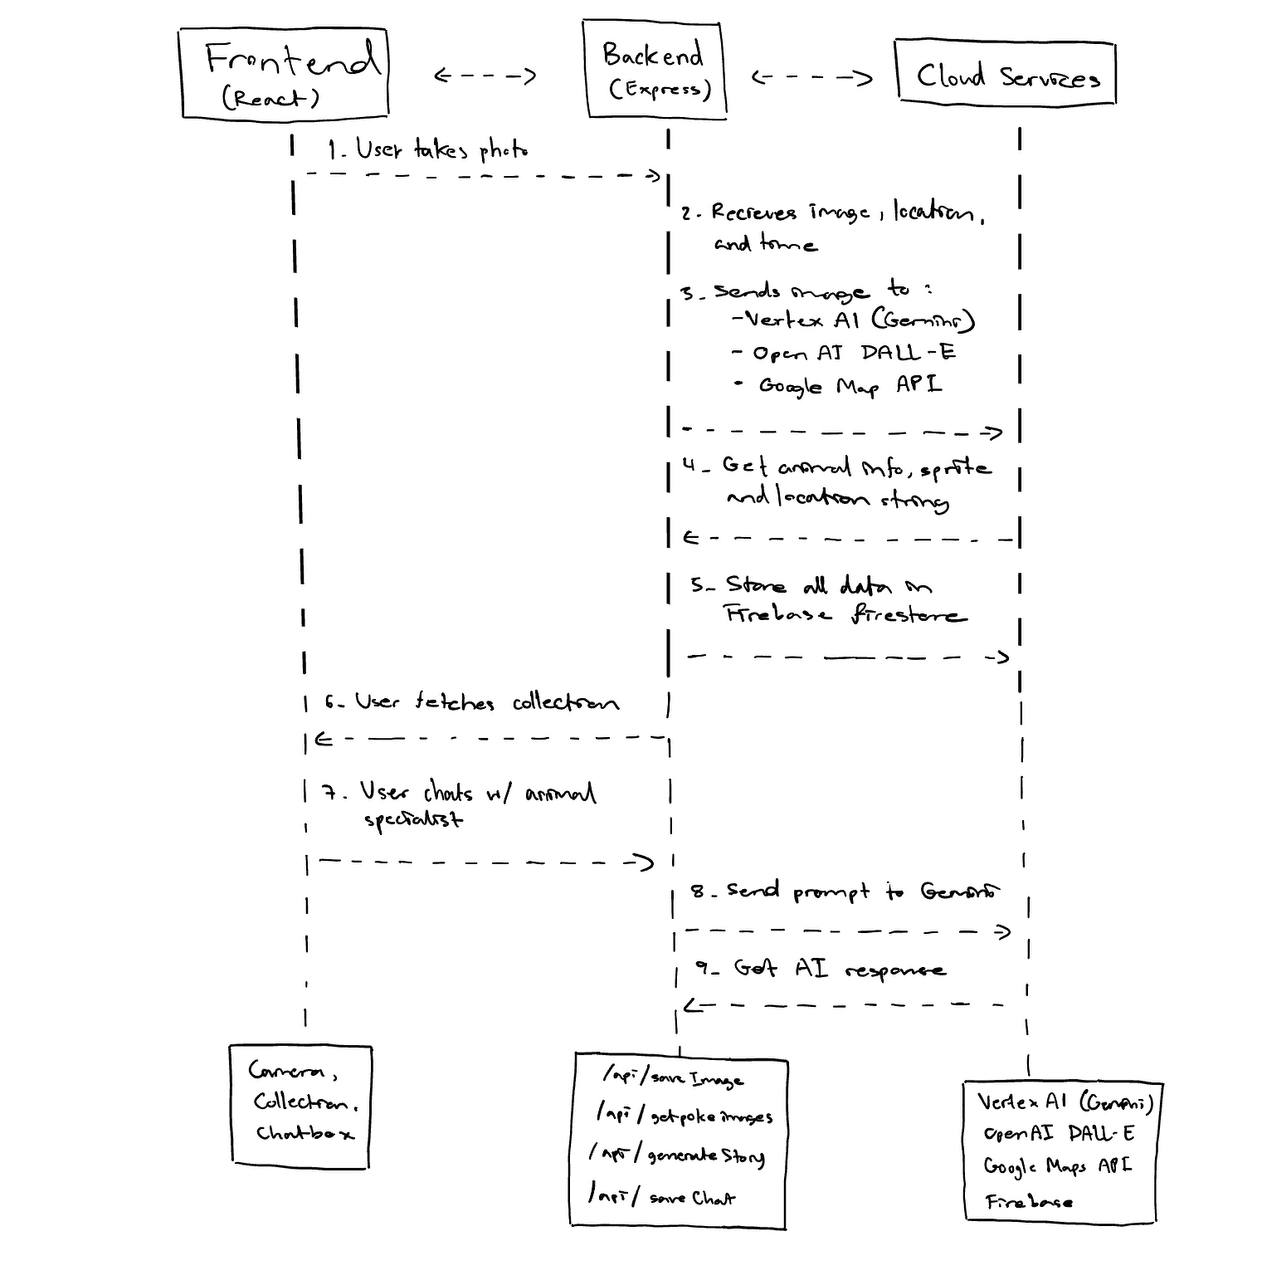 Frontend
(React)
Backend
(Express)
Cloud Services
1. User takes photo
2. Recieves image, location,
and time
3. Sends image to :
- Vertex AI (Gemini)
- Open AI DALL-E
- Google Map API
4. Get animal info, sprite
and location string
5. Store all data in
Firebase firestore
6. User fetches collection
7. User chats w/ animal
specialist
8. Send prompt to Gemini
9. Get AI response
Camera,
Collection,
Chatbox
/api/saveImage
/api/getpokeimages
/api/generateStory
/api/saveChat
Vertex AI (Gemini)
OpenAI DALL-E
Google Maps API
Firebase